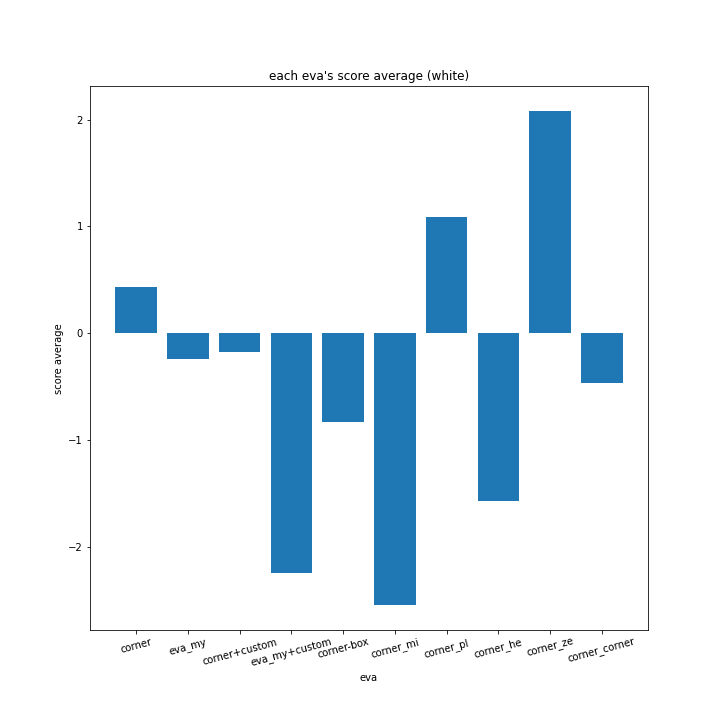 each eva's score average (white)
2
1
0
−1
−2
score average
corner
eva_my
corner+custom
eva_my+custom
corner-box
corner_mi
corner_pl
corner_he
corner_ze
corner_corner
eva